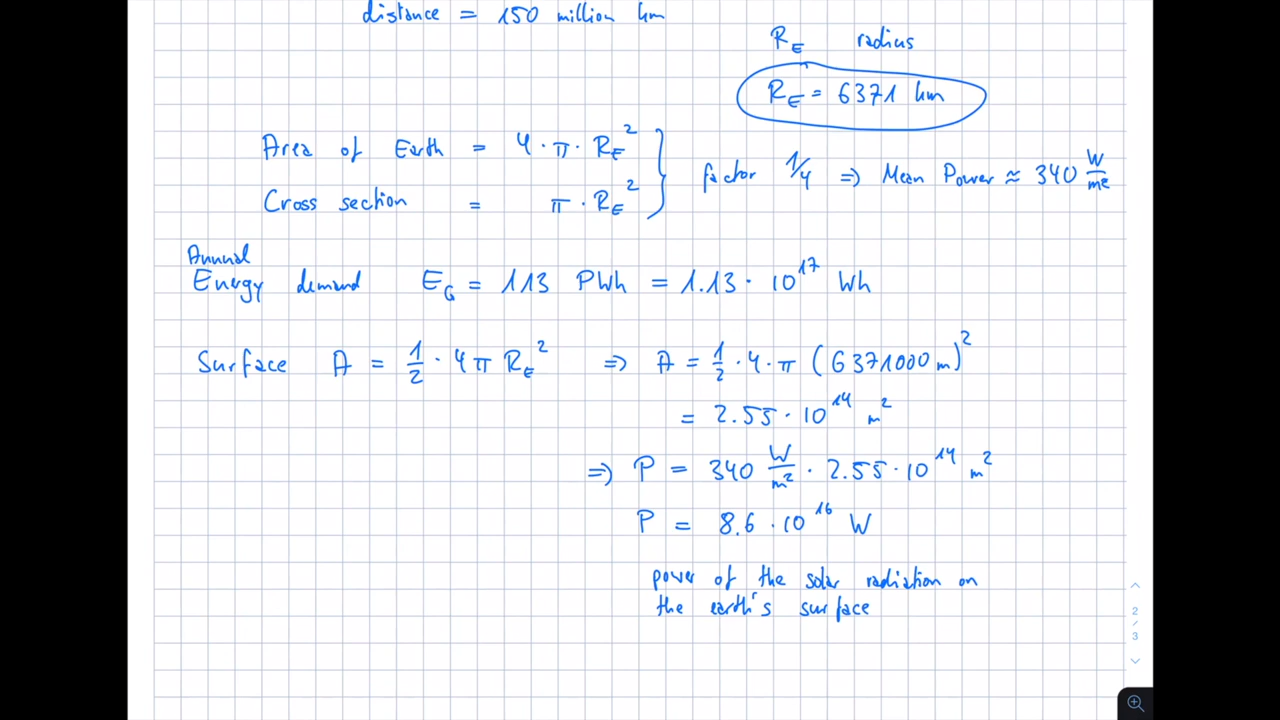 distance = 150 million km
R_E radius
R_E = 6371 km
Area of Earth = 4 · π · R_E²
Cross section = π · R_E²
} factor 1/4 ⇒ Mean Power ≈ 340 W/m²
Annual
Energy demand E_G = 113 PWh = 1.13 · 10¹⁷ Wh
Surface A = 1/2 · 4π R_E² ⇒ A = 1/2 · 4 · π (6371000 m)²
= 2.55 · 10¹⁴ m²
⇒ P = 340 W/m² · 2.55 · 10¹⁴ m²
P = 8.6 · 10¹⁶ W
power of the solar radiation on
the earth's surface
2
/
3